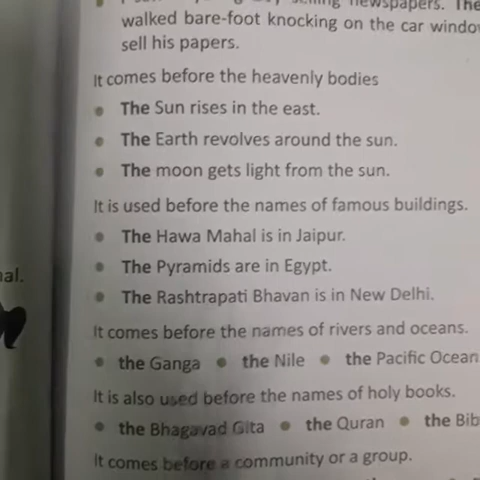 selling newspapers. The
walked bare-foot knocking on the car windo
sell his papers.
It comes before the heavenly bodies
• The Sun rises in the east.
• The Earth revolves around the sun.
• The moon gets light from the sun.
It is used before the names of famous buildings.
• The Hawa Mahal is in Jaipur.
• The Pyramids are in Egypt.
• The Rashtrapati Bhavan is in New Delhi.
It comes before the names of rivers and oceans.
• the Ganga • the Nile • the Pacific Ocean
It is also used before the names of holy books.
• the Bhagavad Gita • the Quran • the Bib
It comes before a community or a group.
nal.